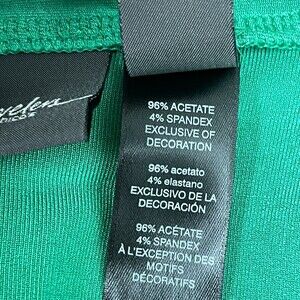 96% ACETATE
4% SPANDEX
EXCLUSIVE OF
DECORATION
96% acetato
4% elastano
EXCLUSIVO DE LA
DECORACIÓN
96% ACÉTATE
4% SPANDEX
À L'EXCEPTION DES
MOTIFS
DÉCORATIFS